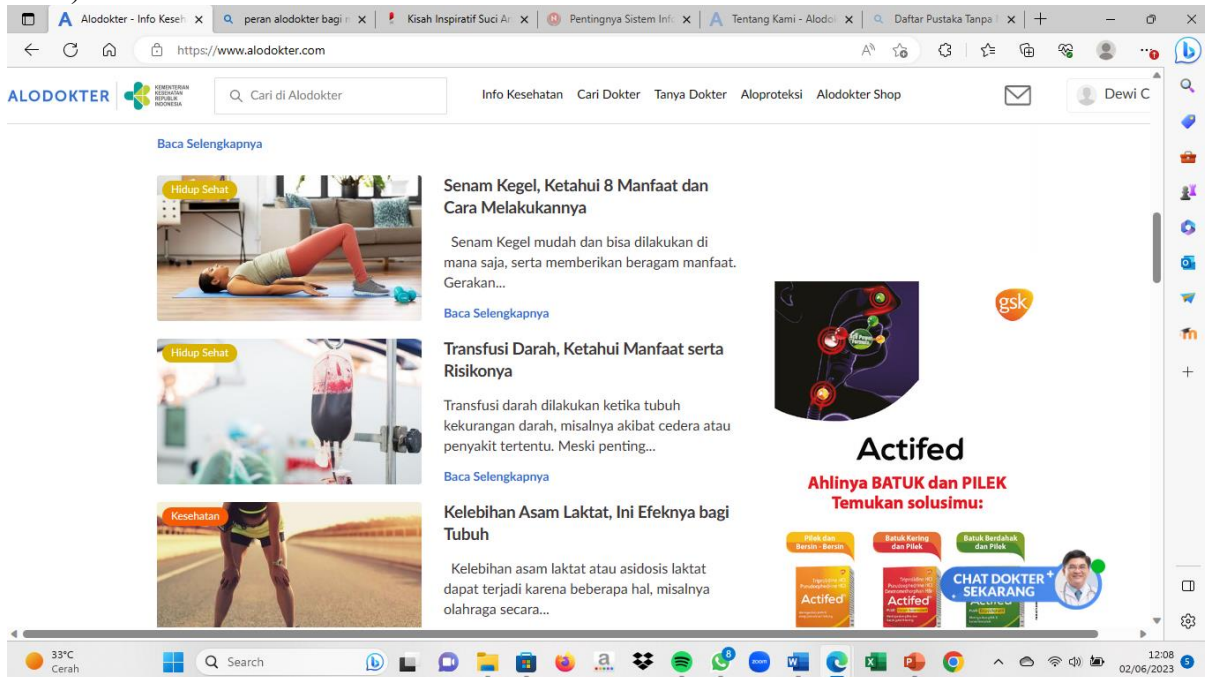 Alodokter - Info Keseh
peran alodokter bagi
Kisah Inspiratif Suci
Pentingnya Sistem Info
Tentang Kami - Alodo
Daftar Pustaka Tanpa
https://www.alodokter.com
ALODOKTER
KEMENTERIAN
KESEHATAN
REPUBLIK
INDONESIA
Cari di Alodokter
Info Kesehatan Cari Dokter Tanya Dokter Aloproteksi Alodokter Shop
Dewi C
Baca Selengkapnya
Hidup Sehat
Senam Kegel, Ketahui 8 Manfaat dan
Cara Melakukannya
Senam Kegel mudah dan bisa dilakukan di
mana saja, serta memberikan beragam manfaat.
Gerakan...
Baca Selengkapnya
Hidup Sehat
Transfusi Darah, Ketahui Manfaat serta
Risikonya
Transfusi darah dilakukan ketika tubuh
kekurangan darah, misalnya akibat cedera atau
penyakit tertentu. Meski penting...
Baca Selengkapnya
Kesehatan
Kelebihan Asam Laktat, Ini Efeknya bagi
Tubuh
Kelebihan asam laktat atau asidosis laktat
dapat terjadi karena beberapa hal, misalnya
olahraga secara...
gsk
Actifed
Ahlinya BATUK dan PILEK
Temukan solusimu:
Pilek dan
Bersin - Bersin
Batuk Kering
dan Pilek
Batuk Berdahak
dan Pilek
Actifed
Actifed
CHAT DOKTER
SEKARANG
33°C
Cerah
Search
zoom
8
12:08
02/06/2023
5